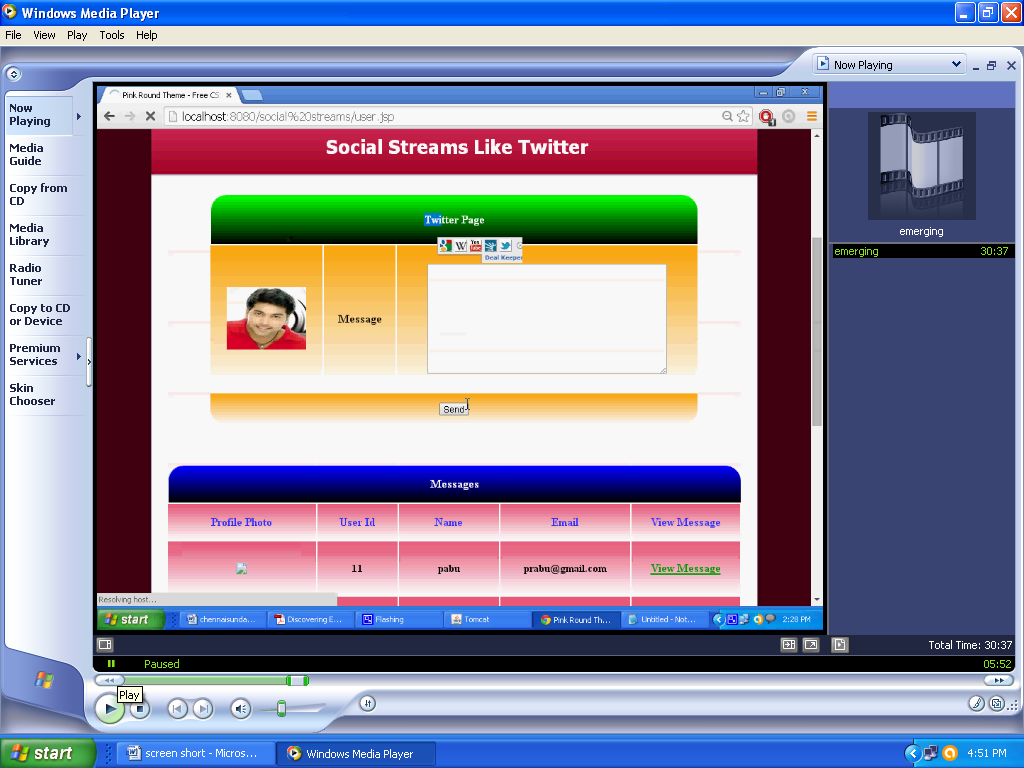 Windows Media Player
File View Play Tools Help
Now Playing
Now
Playing
Media
Guide
Copy from
CD
Media
Library
Radio
Tuner
Copy to CD
or Device
Premium
Services
Skin
Chooser
Pink Round Theme - Free CS
localhost:8080/social%20streams/user.jsp
Social Streams Like Twitter
Twitter Page
W You Tube
Deal Keeper
Message
Send
Messages
Profile Photo User Id Name Email View Message
11 pabu prabu@gmail.com View Message
Resolving host...
start chennaisunda... Discovering E... Flashing Tomcat Pink Round Th... Untitled - Not... 2:28 PM
emerging
emerging 30:37
Total Time: 30:37
Paused 05:52
Play
start screen short - Micros... Windows Media Player 4:51 PM